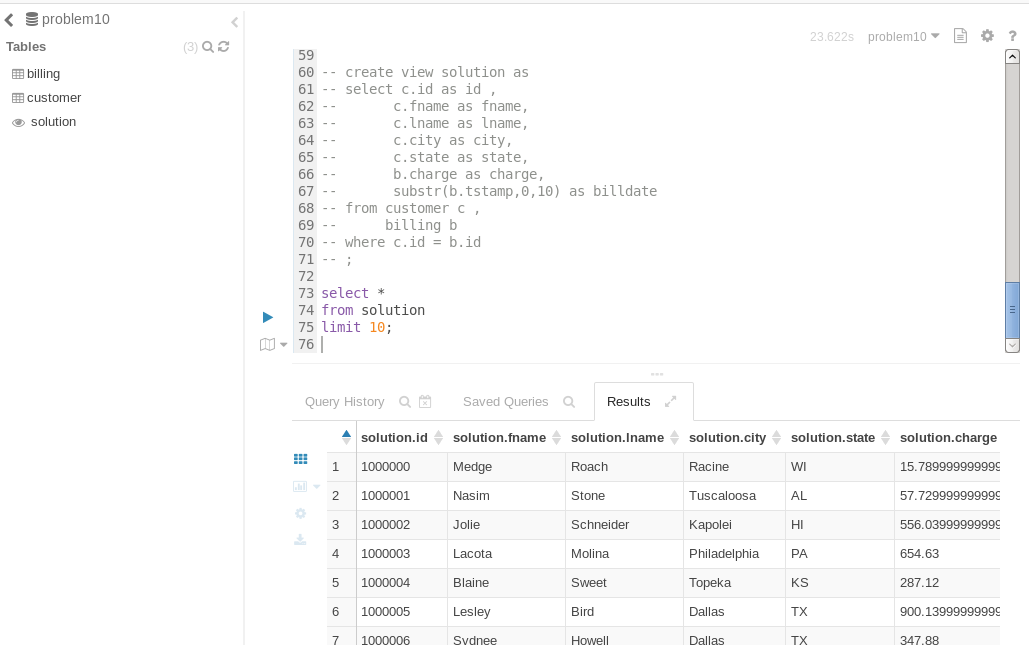 problem10
Tables (3)
billing
customer
solution
23.622s problem10 ?
59
60 -- create view solution as
61 -- select c.id as id ,
62 --       c.fname as fname,
63 --       c.lname as lname,
64 --       c.city as city,
65 --       c.state as state,
66 --       b.charge as charge,
67 --       substr(b.tstamp,0,10) as billdate
68 -- from customer c ,
69 --      billing b
70 -- where c.id = b.id
71 -- ;
72
73 select *
74 from solution
75 limit 10;
76
Query History Saved Queries Results
solution.id solution.fname solution.lname solution.city solution.state solution.charge
1 1000000 Medge Roach Racine WI 15.789999999999
2 1000001 Nasim Stone Tuscaloosa AL 57.729999999999
3 1000002 Jolie Schneider Kapolei HI 556.03999999999
4 1000003 Lacota Molina Philadelphia PA 654.63
5 1000004 Blaine Sweet Topeka KS 287.12
6 1000005 Lesley Bird Dallas TX 900.13999999999
7 1000006 Sydnee Howell Dallas TX 347.88